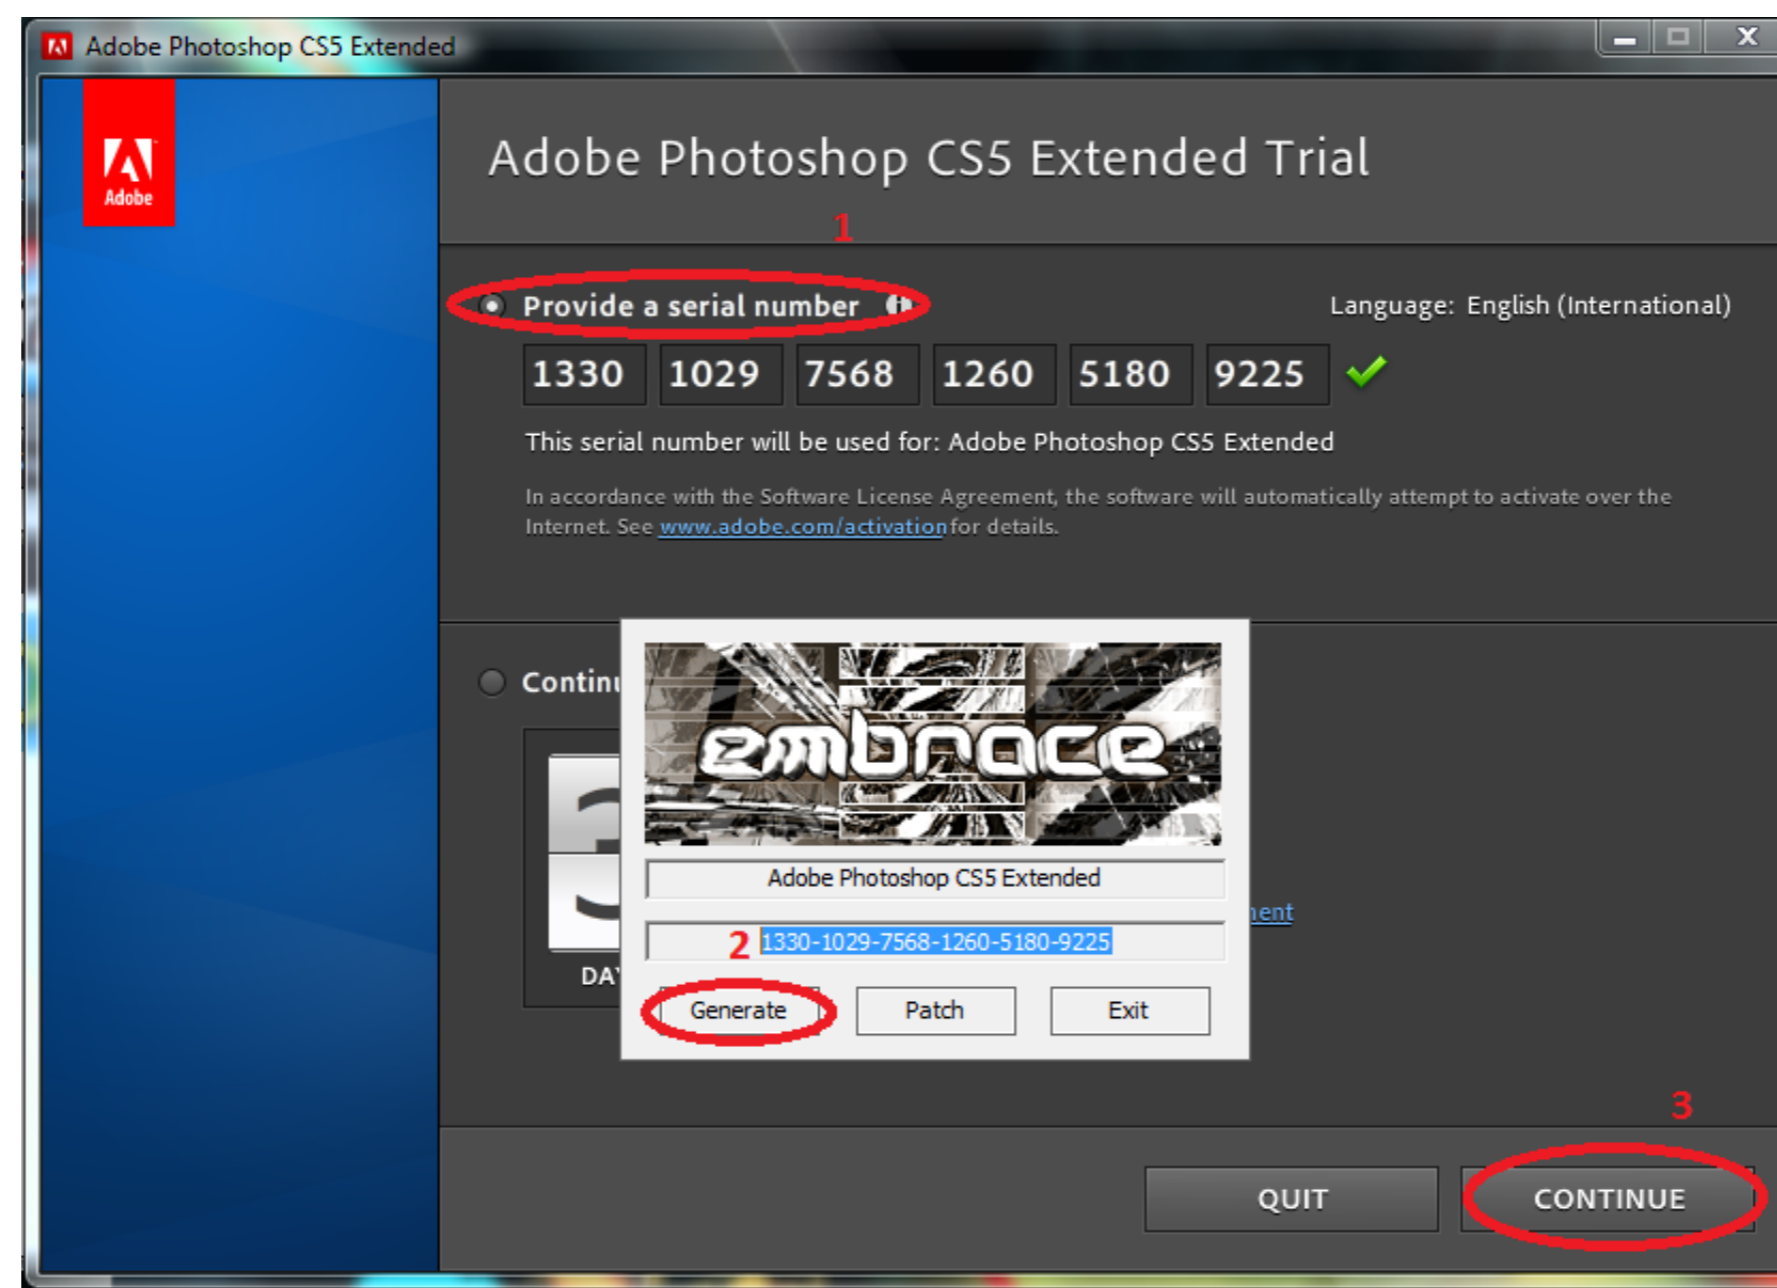 Adobe Photoshop CS5 Extended
Adobe
Adobe Photoshop CS5 Extended Trial
1
Provide a serial number Language: English (International)
1330 1029 7568 1260 5180 9225
This serial number will be used for: Adobe Photoshop CS5 Extended
In accordance with the Software License Agreement, the software will automatically attempt to activate over the
Internet. See www.adobe.com/activation for details.
embrace
Adobe Photoshop CS5 Extended
2 1330-1029-7568-1260-5180-9225
Generate Patch Exit
3
QUIT CONTINUE